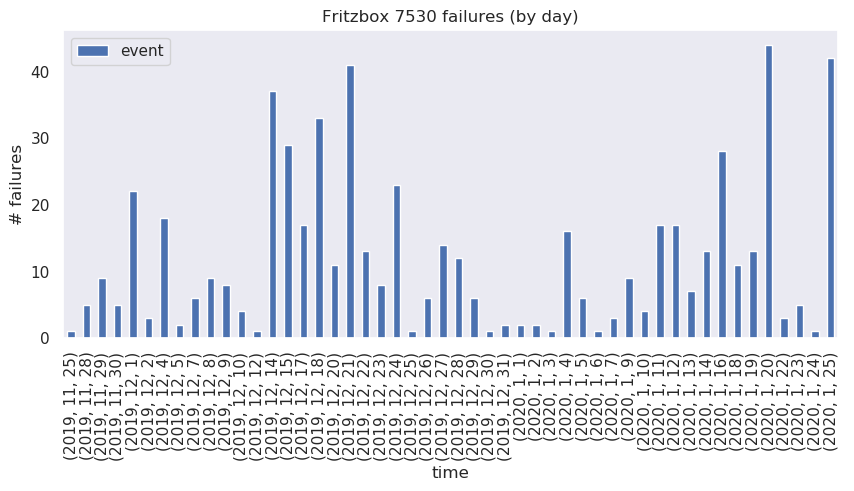 Fritzbox 7530 failures (by day)
event
# failures
40
30
20
10
0
(2019, 11, 25)
(2019, 11, 28)
(2019, 11, 29)
(2019, 11, 30)
(2019, 12, 1)
(2019, 12, 2)
(2019, 12, 4)
(2019, 12, 5)
(2019, 12, 7)
(2019, 12, 8)
(2019, 12, 9)
(2019, 12, 10)
(2019, 12, 12)
(2019, 12, 14)
(2019, 12, 15)
(2019, 12, 17)
(2019, 12, 18)
(2019, 12, 20)
(2019, 12, 21)
(2019, 12, 22)
(2019, 12, 23)
(2019, 12, 24)
(2019, 12, 25)
(2019, 12, 26)
(2019, 12, 27)
(2019, 12, 28)
(2019, 12, 29)
(2019, 12, 30)
(2019, 12, 31)
(2020, 1, 1)
(2020, 1, 2)
(2020, 1, 3)
(2020, 1, 4)
(2020, 1, 5)
(2020, 1, 6)
(2020, 1, 7)
(2020, 1, 9)
(2020, 1, 10)
(2020, 1, 11)
(2020, 1, 12)
(2020, 1, 13)
(2020, 1, 14)
(2020, 1, 16)
(2020, 1, 18)
(2020, 1, 19)
(2020, 1, 20)
(2020, 1, 22)
(2020, 1, 23)
(2020, 1, 24)
(2020, 1, 25)
time